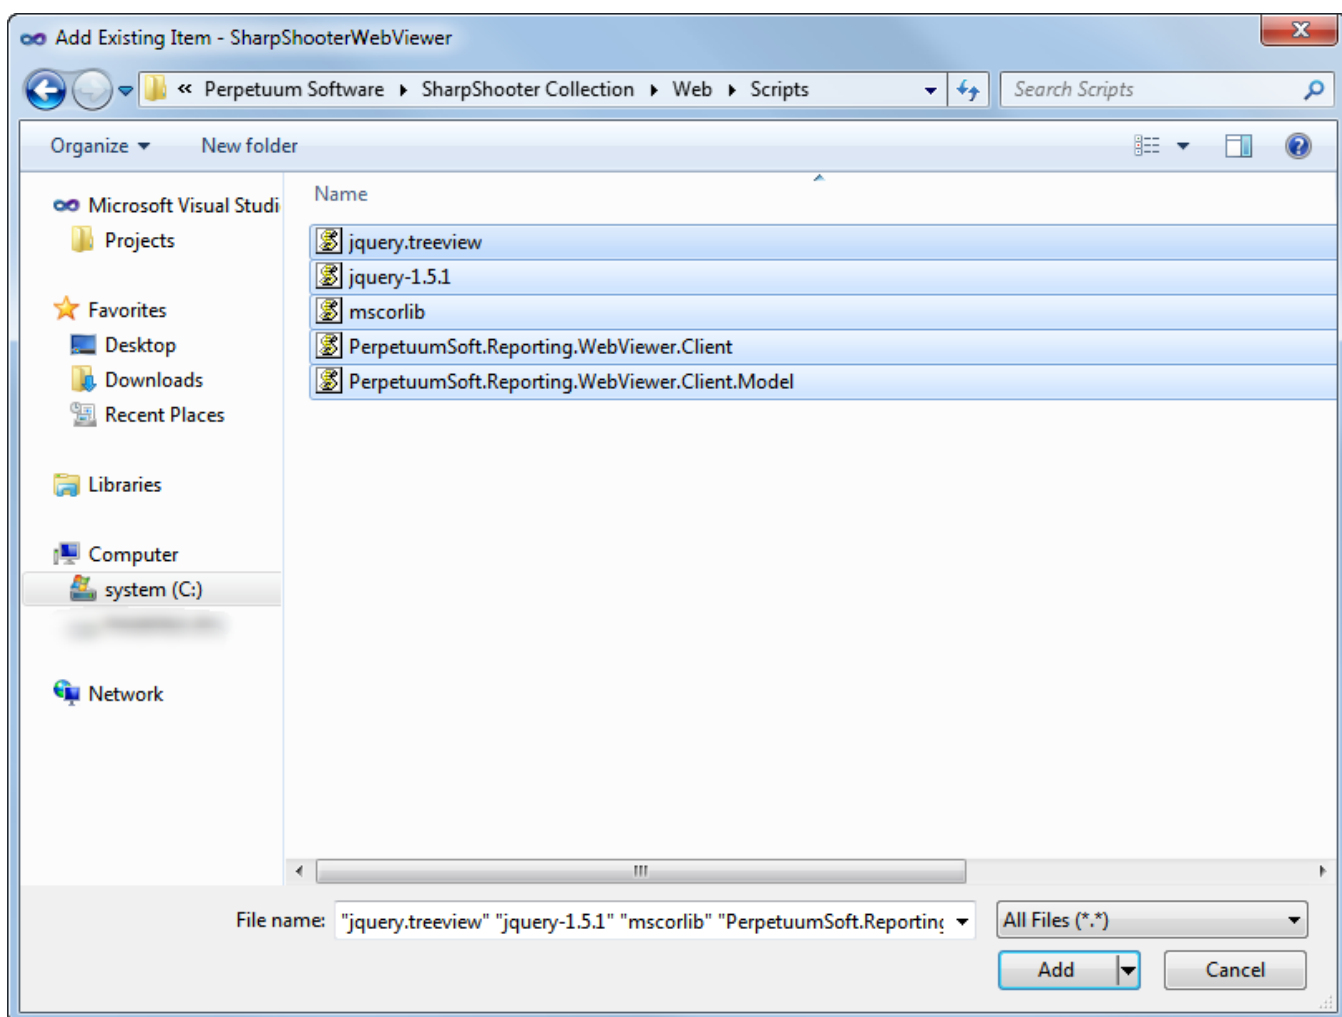 Add Existing Item - SharpShooterWebViewer
« Perpetuum Software ▸ SharpShooter Collection ▸ Web ▸ Scripts
Search Scripts
Organize
New folder
Microsoft Visual Studi
Projects
Favorites
Desktop
Downloads
Recent Places
Libraries
Computer
system (C:)
Network
Name
jquery.treeview
jquery-1.5.1
mscorlib
PerpetuumSoft.Reporting.WebViewer.Client
PerpetuumSoft.Reporting.WebViewer.Client.Model
File name: "jquery.treeview" "jquery-1.5.1" "mscorlib" "PerpetuumSoft.Reporting
All Files (*.*)
Add
Cancel